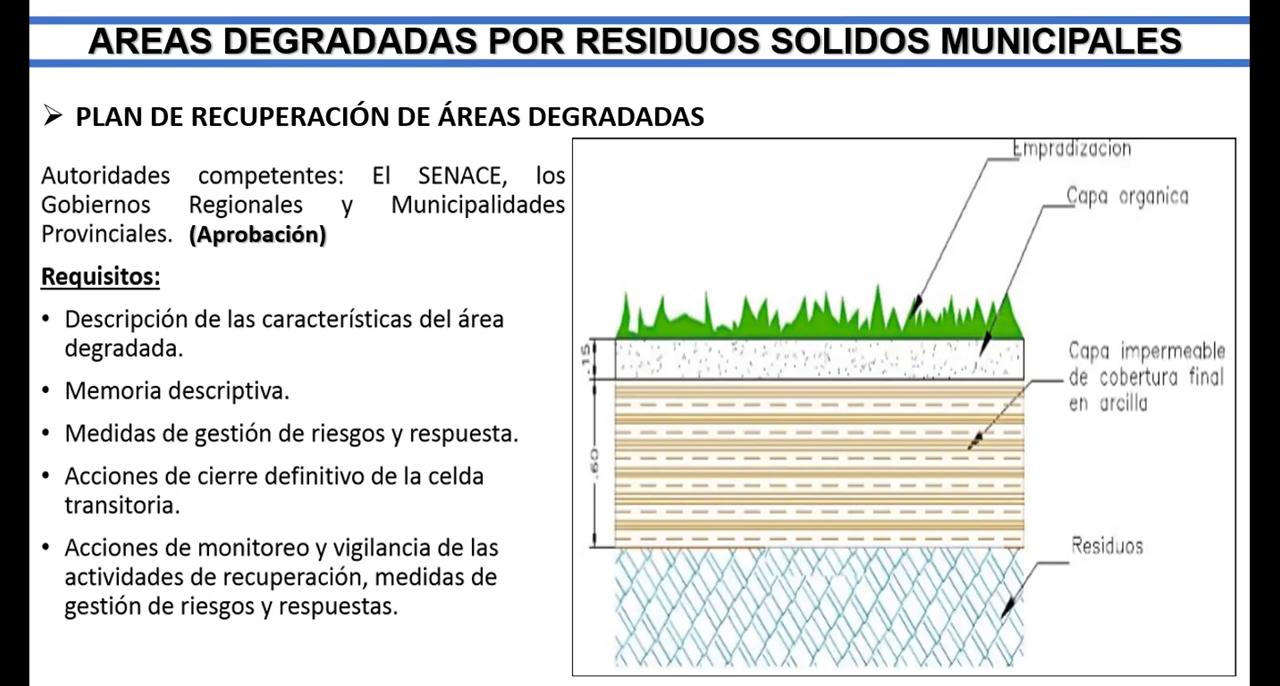 AREAS DEGRADADAS POR RESIDUOS SOLIDOS MUNICIPALES
➢ PLAN DE RECUPERACIÓN DE ÁREAS DEGRADADAS
Autoridades competentes: El SENACE, los
Gobiernos Regionales y Municipalidades
Provinciales. (Aprobación)
Requisitos:
• Descripción de las características del área
degradada.
• Memoria descriptiva.
• Medidas de gestión de riesgos y respuesta.
• Acciones de cierre definitivo de la celda
transitoria.
• Acciones de monitoreo y vigilancia de las
actividades de recuperación, medidas de
gestión de riesgos y respuestas.
Empradizacion
Capa organica
.15
Capa impermeable
de cobertura final
en arcilla
.60
Residuos